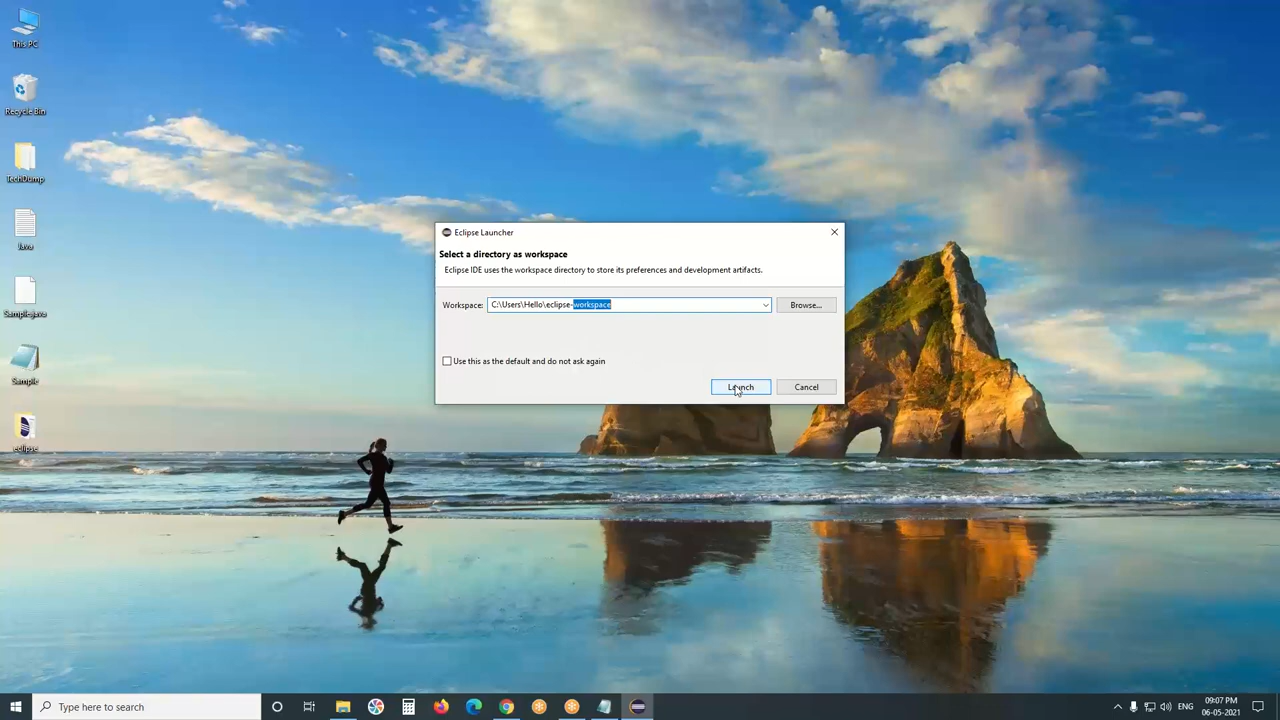 This PC
Recycle Bin
TechDump
Java
Sample.java
Sample
eclipse
Eclipse Launcher
Select a directory as workspace
Eclipse IDE uses the workspace directory to store its preferences and development artifacts.
Workspace: C:\Users\Hello\eclipse-workspace Browse...
Use this as the default and do not ask again
Launch Cancel
Type here to search
ENG
09:07 PM
06-05-2021